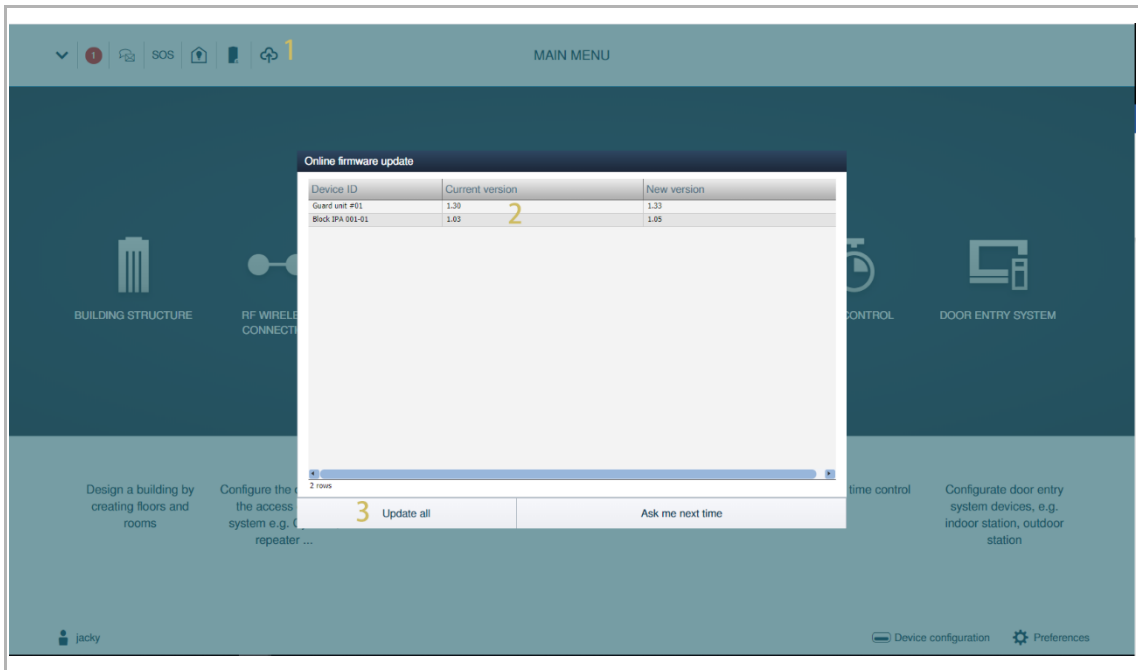 1 SOS 1 MAIN MENU
Online firmware update
Device ID Current version New version
Guard unit #01 1.30 1.33
Block IPA 001-01 1.03 1.05
2
BUILDING STRUCTURE
RF WIRELE
CONNECTI
CONTROL
DOOR ENTRY SYSTEM
2 rows
3 Update all Ask me next time
Design a building by
creating floors and
rooms
Configure the
the access
system e.g.
repeater ...
time control
Configurate door entry
system devices, e.g.
indoor station, outdoor
station
jacky Device configuration Preferences